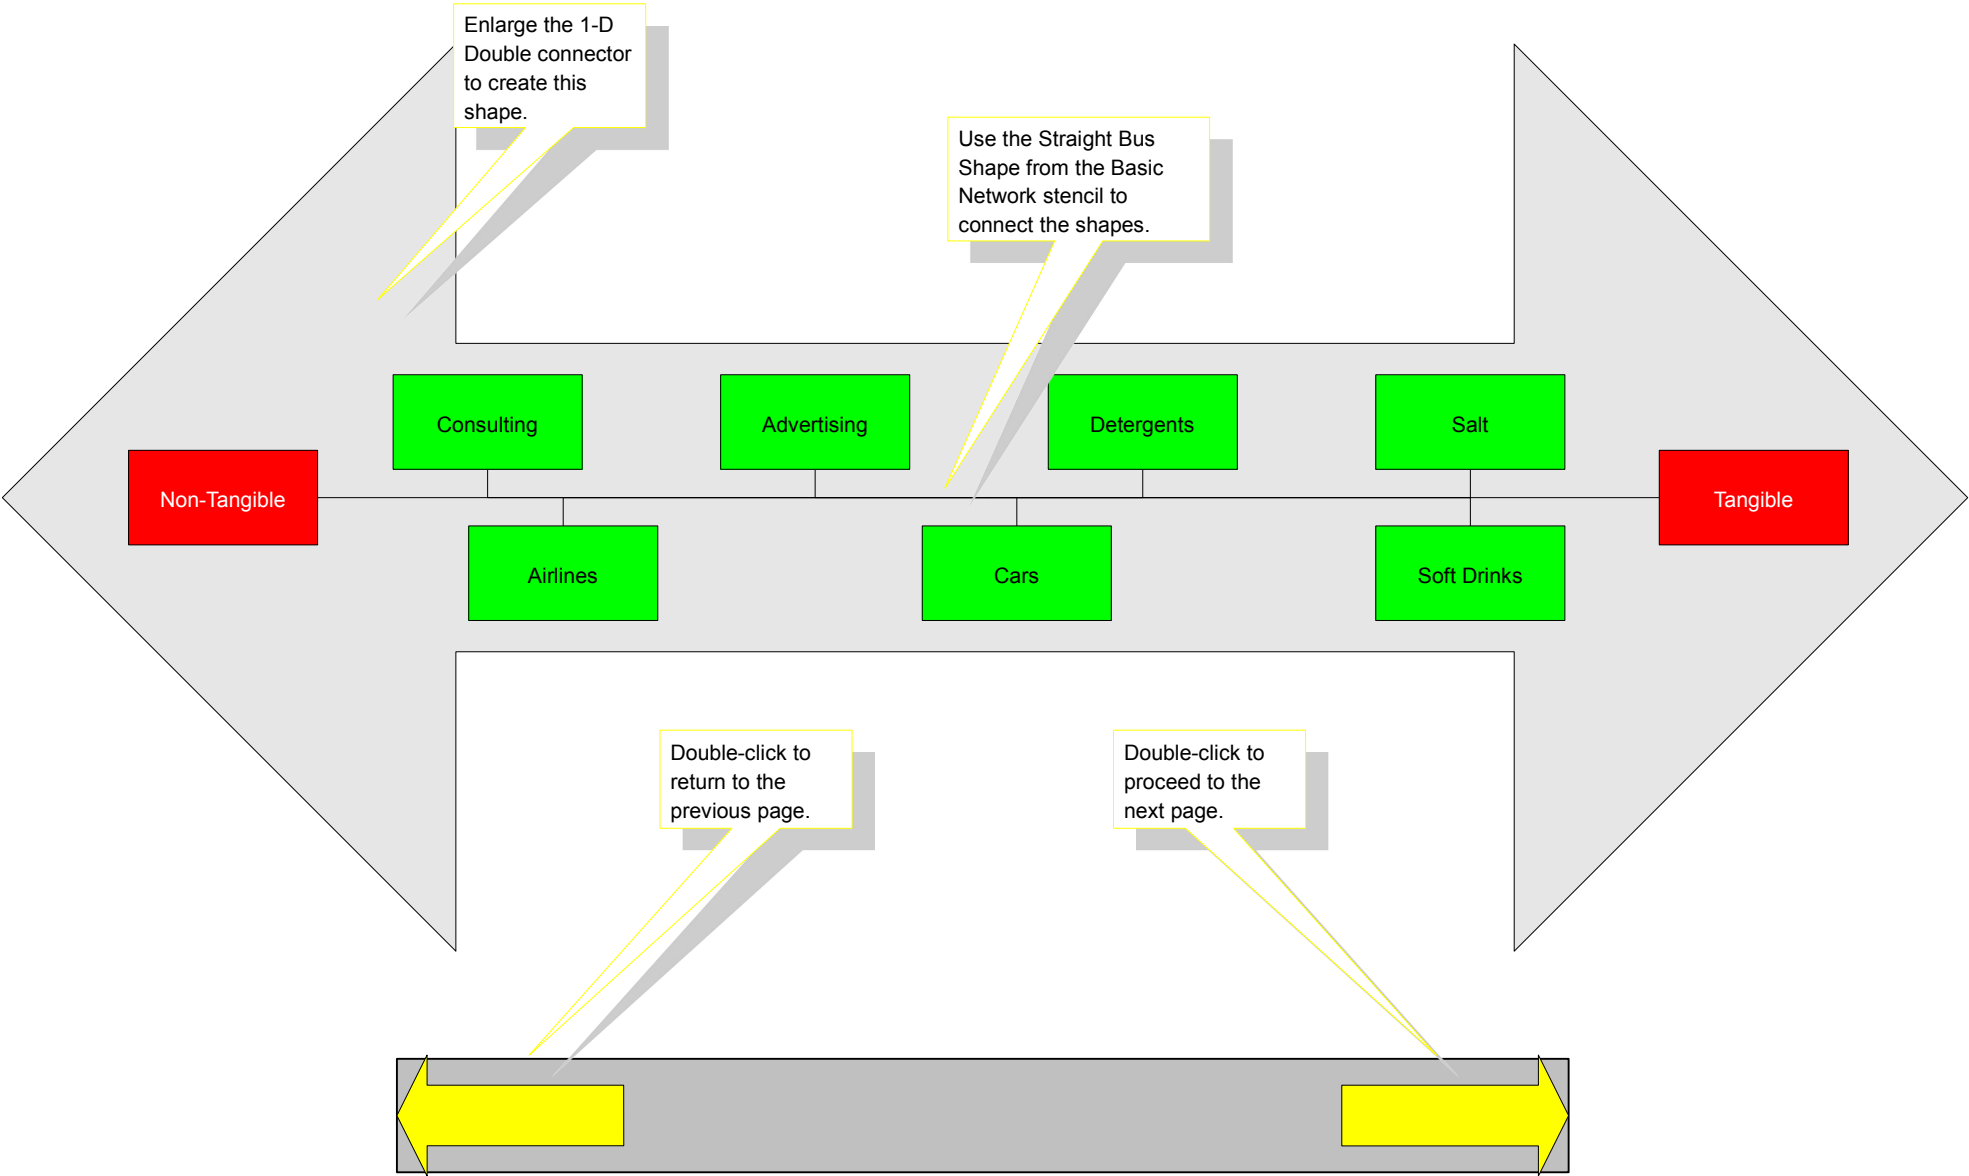 Enlarge the 1-D
Double connector
to create this
shape.
Use the Straight Bus
Shape from the Basic
Network stencil to
connect the shapes.
Consulting
Advertising
Detergents
Salt
Non-Tangible
Tangible
Airlines
Cars
Soft Drinks
Double-click to
return to the
previous page.
Double-click to
proceed to the
next page.